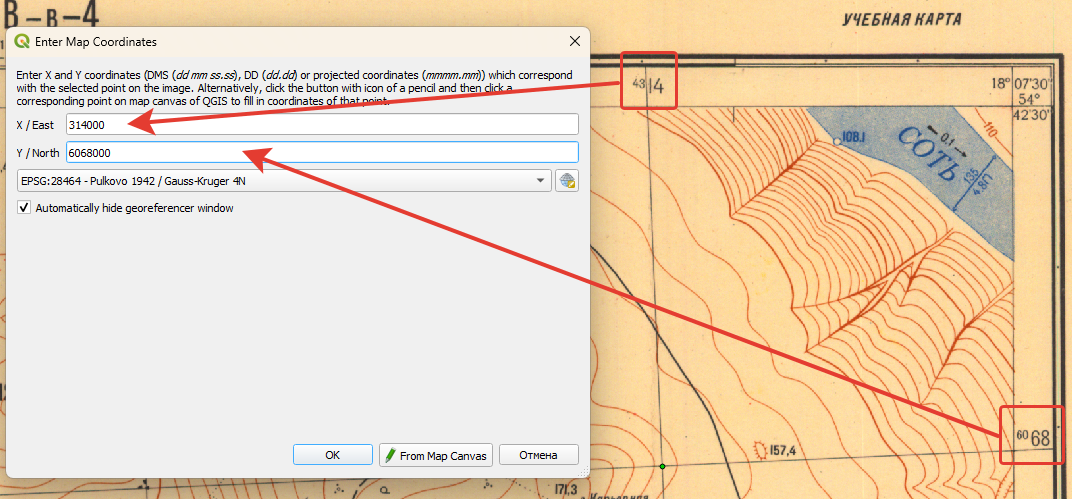 В – в – 4
УЧЕБНАЯ КАРТА
Enter Map Coordinates
Enter X and Y coordinates (DMS (dd mm ss.ss), DD (dd.dd) or projected coordinates (mmmm.mm)) which correspond
with the selected point on the image. Alternatively, click the button with icon of a pencil and then click a
corresponding point on map canvas of QGIS to fill in coordinates of that point.
X / East 314000
Y / North 6068000
EPSG:28464 - Pulkovo 1942 / Gauss-Kruger 4N
Automatically hide georeferencer window
OK
From Map Canvas
Отмена
43 14
18° 07'30"
54°
42'30"
108.1
СОТЬ
0.1
110
135
4.8П
60 68
157,4
171,3
Карьерная